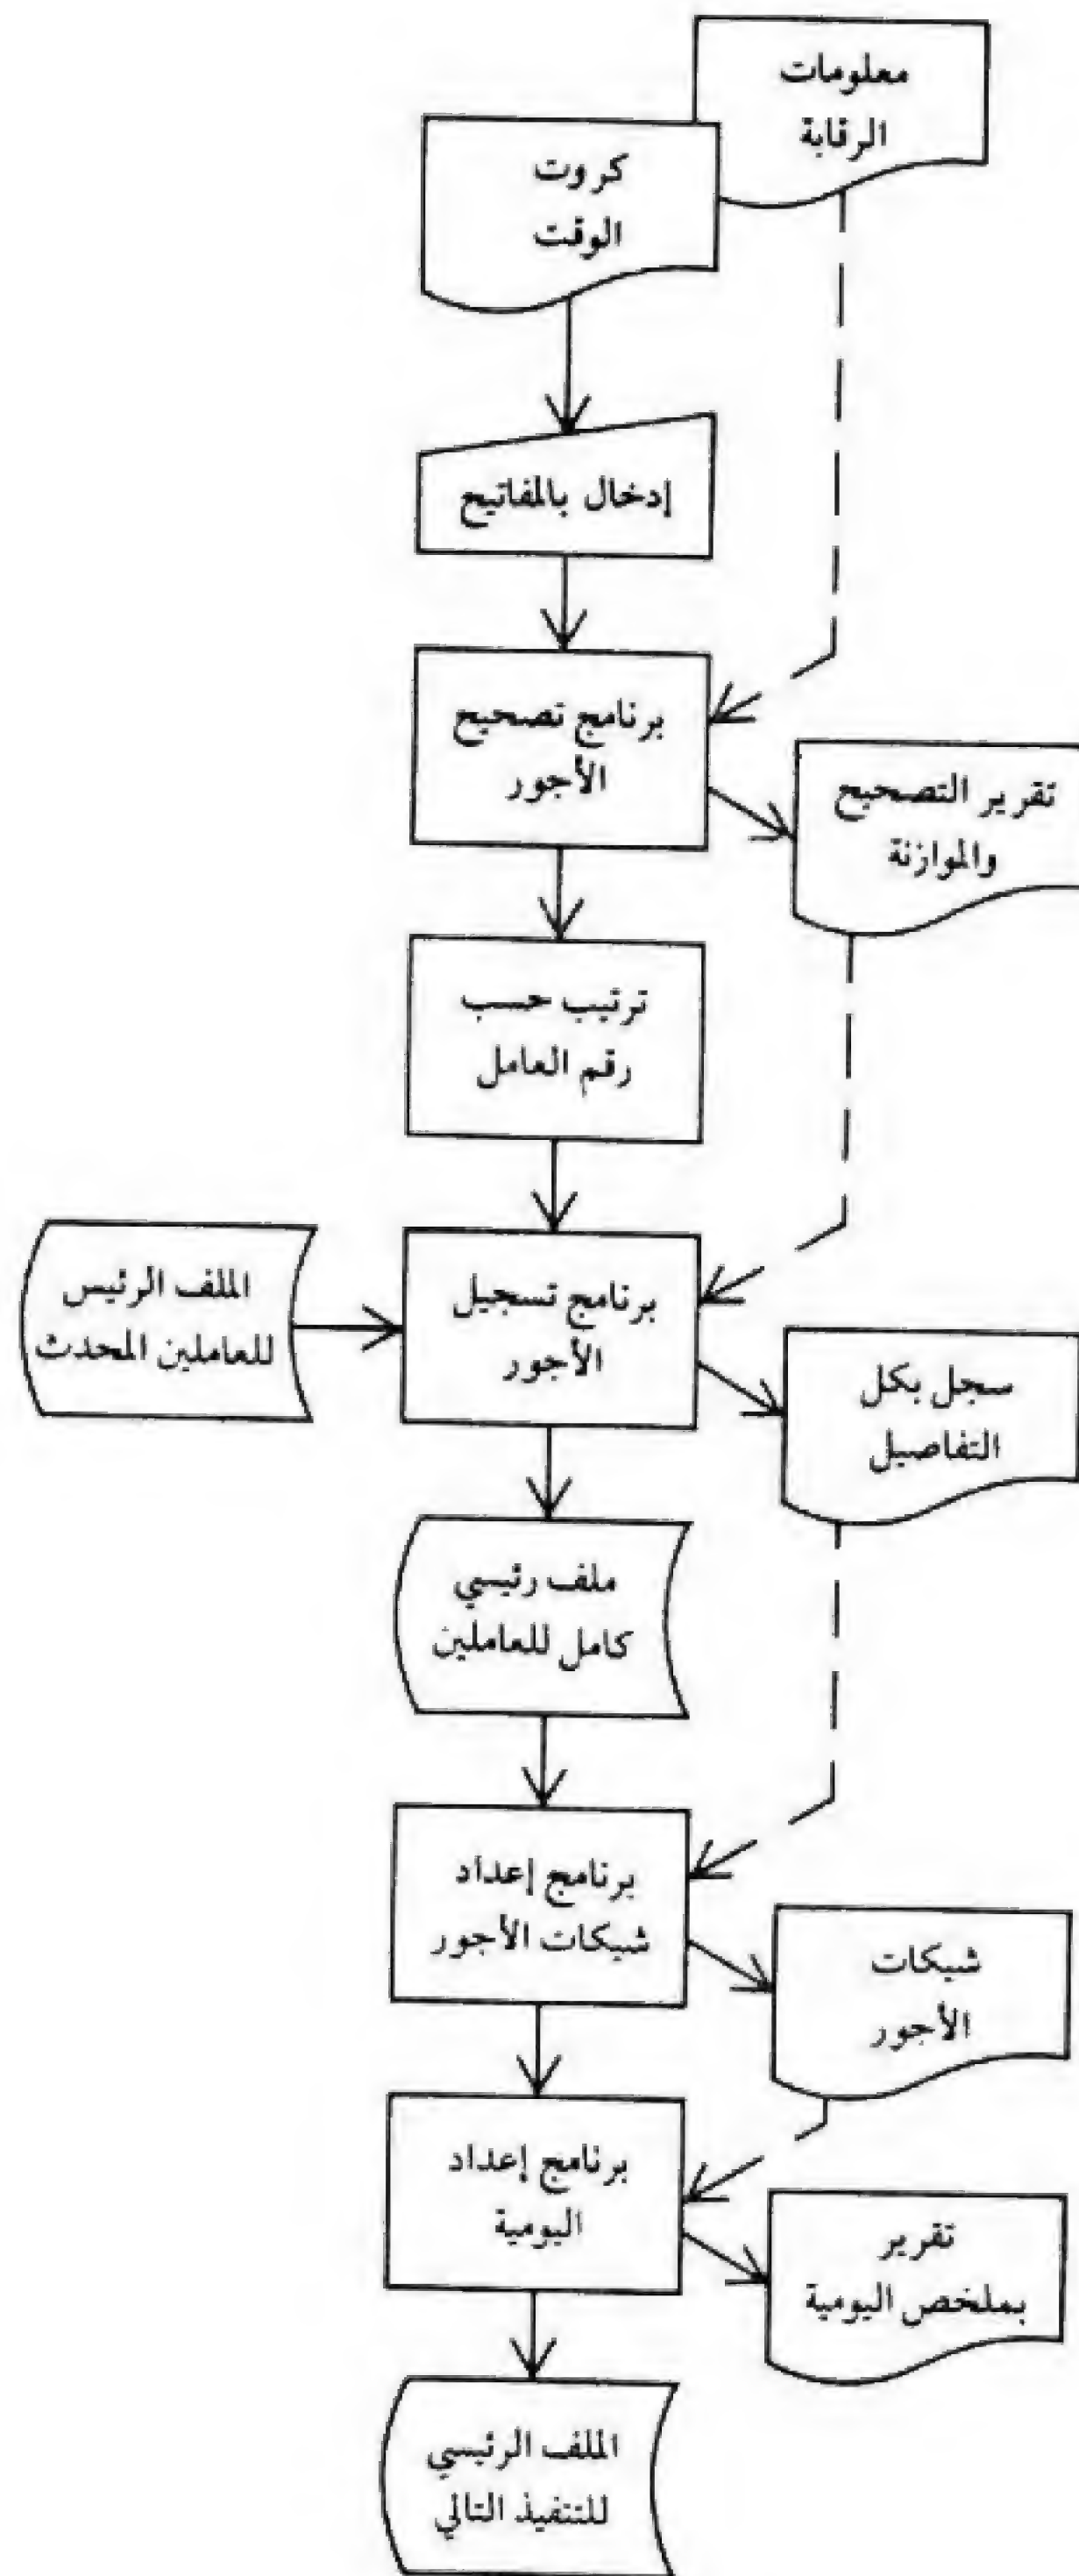 معلومات
الرقابة
كروت
الوقت
إدخال بالمفاتيح
برنامج تصحيح
الأجور
تقرير التصحيح
والموازنة
ترتيب حسب
رقم العامل
الملف الرئيس
للعاملين المحدث
برنامج تسجيل
الأجور
سجل بكل
التفاصيل
ملف رئيسي
كامل للعاملين
برنامج إعداد
شيكات الأجور
شيكات
الأجور
برنامج إعداد
اليومية
تقرير
بملخص اليومية
الملف الرئيسي
للتنفيذ التالي